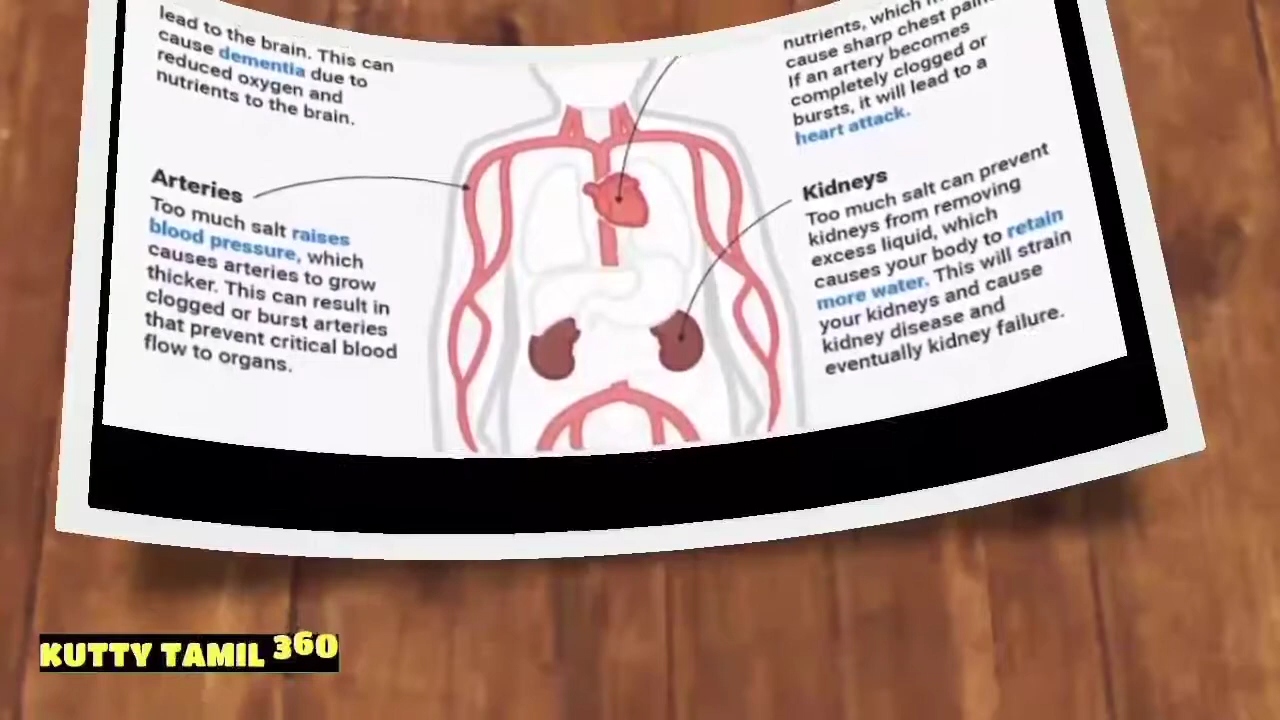 lead to the brain. This can
cause dementia due to
reduced oxygen and
nutrients to the brain.
Arteries
Too much salt raises
blood pressure, which
causes arteries to grow
thicker. This can result in
clogged or burst arteries
that prevent critical blood
flow to organs.
nutrients, which
cause sharp chest pain.
If an artery becomes
completely clogged or
bursts, it will lead to a
heart attack.
Kidneys
Too much salt can prevent
kidneys from removing
excess liquid, which
causes your body to retain
more water. This will strain
your kidneys and cause
kidney disease and
eventually kidney failure.
KUTTY TAMIL 360